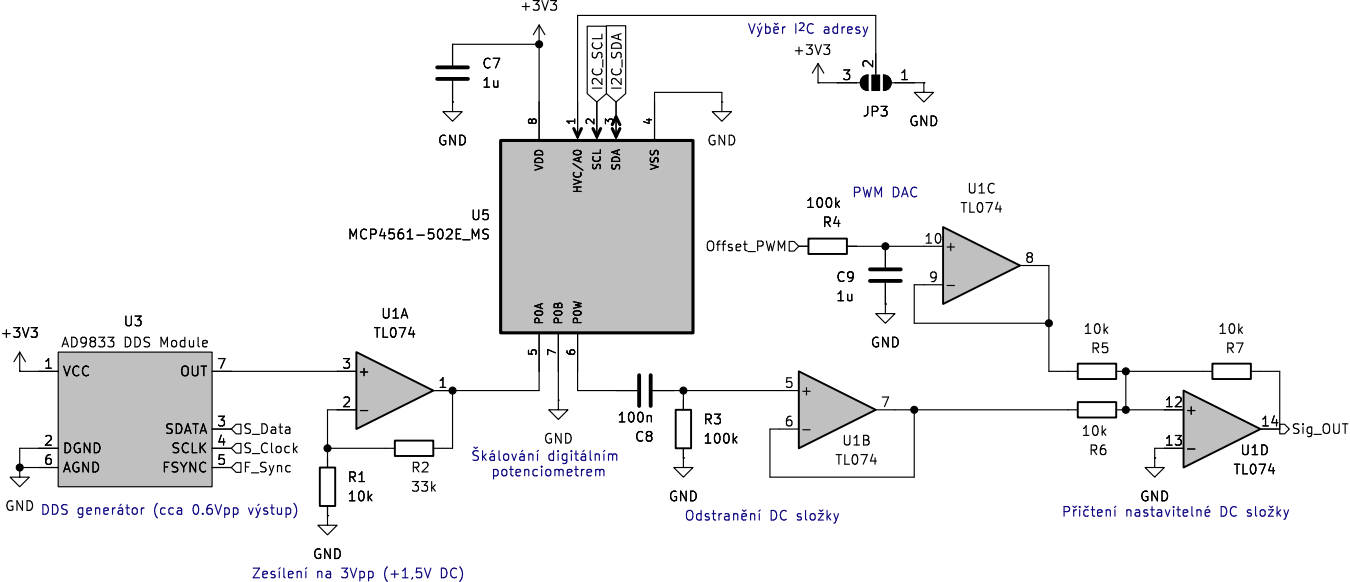 +3V3
Výběr I²C adresy
+3V3
C7
1u
GND
I2C_SCL
I2C_SDA
3
2
1
JP3
GND
8
1
2
3
4
GND
VDD
HVC/A0
SCL
SDA
VSS
U5
MCP4561-502E_MS
P0A
P0B
P0W
5
7
6
PWM DAC
100k
R4
Offset_PWM
C9
1u
GND
U1C
TL074
10
+
9
−
8
+3V3
U3
AD9833 DDS Module
1
VCC
OUT
7
SDATA
3
S_Data
2
DGND
SCLK
4
S_Clock
6
AGND
FSYNC
5
F_Sync
GND
DDS generátor (cca 0.6Vpp výstup)
U1A
TL074
3
+
2
−
1
R2
33k
R1
10k
GND
Zesílení na 3Vpp (+1,5V DC)
GND
Škálování digitálním
potenciometrem
100n
C8
R3
100k
GND
5
+
6
−
7
U1B
TL074
Odstranění DC složky
10k
R5
10k
R6
10k
R7
12
+
13
−
14
Sig_OUT
U1D
TL074
GND
Přičtení nastavitelné DC složky